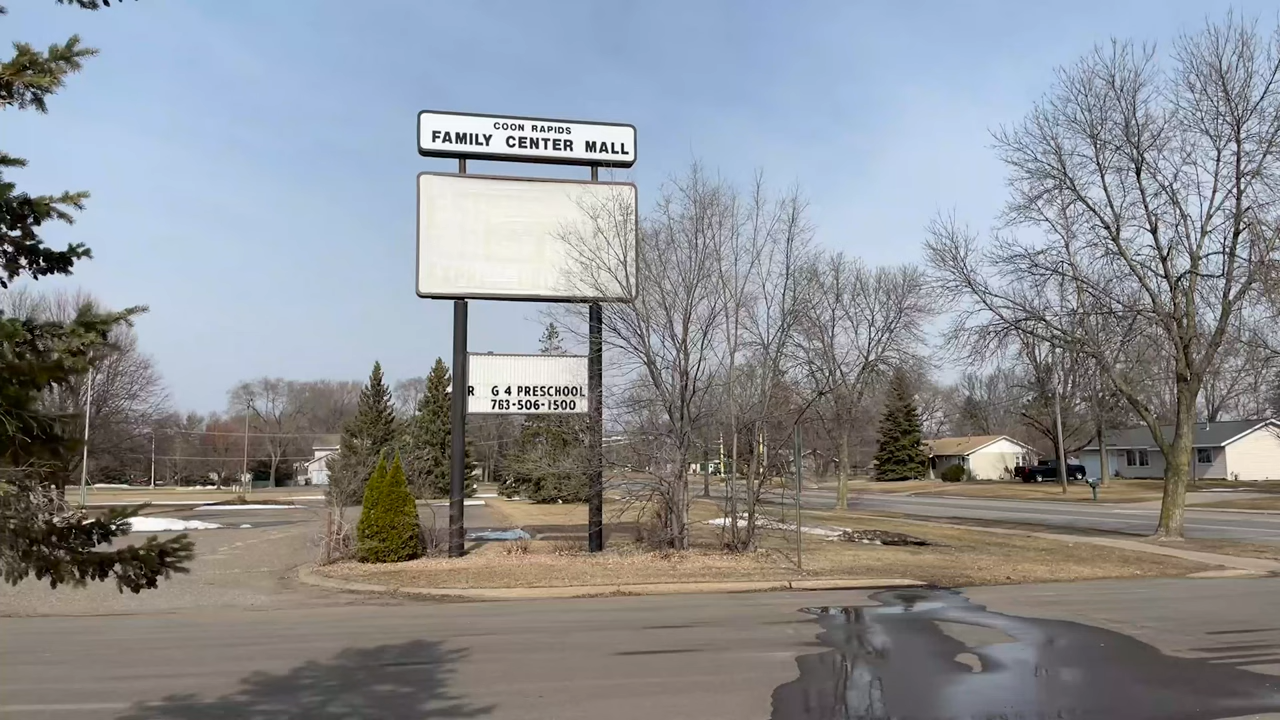 COON RAPIDS
FAMILY CENTER MALL
R G 4 PRESCHOOL
763-506-1500